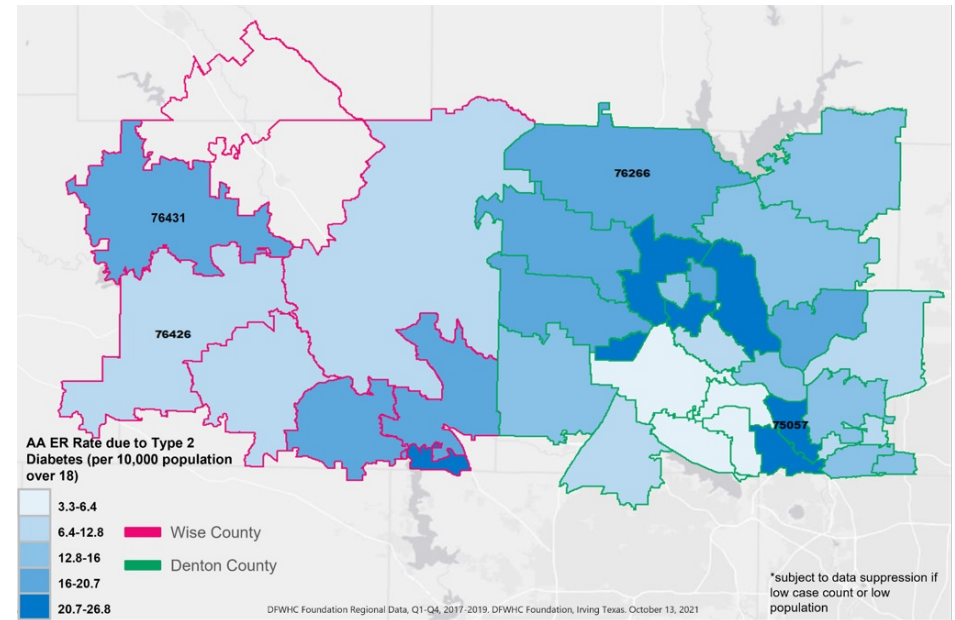 76266
76431
76426
75057
AA ER Rate due to Type 2
Diabetes (per 10,000 population
over 18)
3.3-6.4
6.4-12.8
12.8-16
16-20.7
20.7-26.8
Wise County
Denton County
*subject to data suppression if
low case count or low
population
DFWHC Foundation Regional Data, Q1-Q4, 2017-2019. DFWHC Foundation, Irving Texas. October 13, 2021